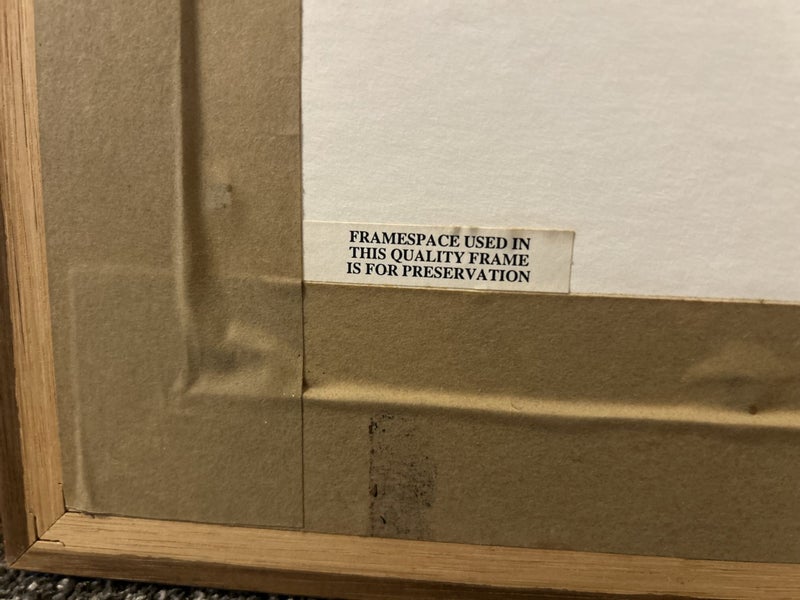 FRAMESPACE USED IN
THIS QUALITY FRAME
IS FOR PRESERVATION